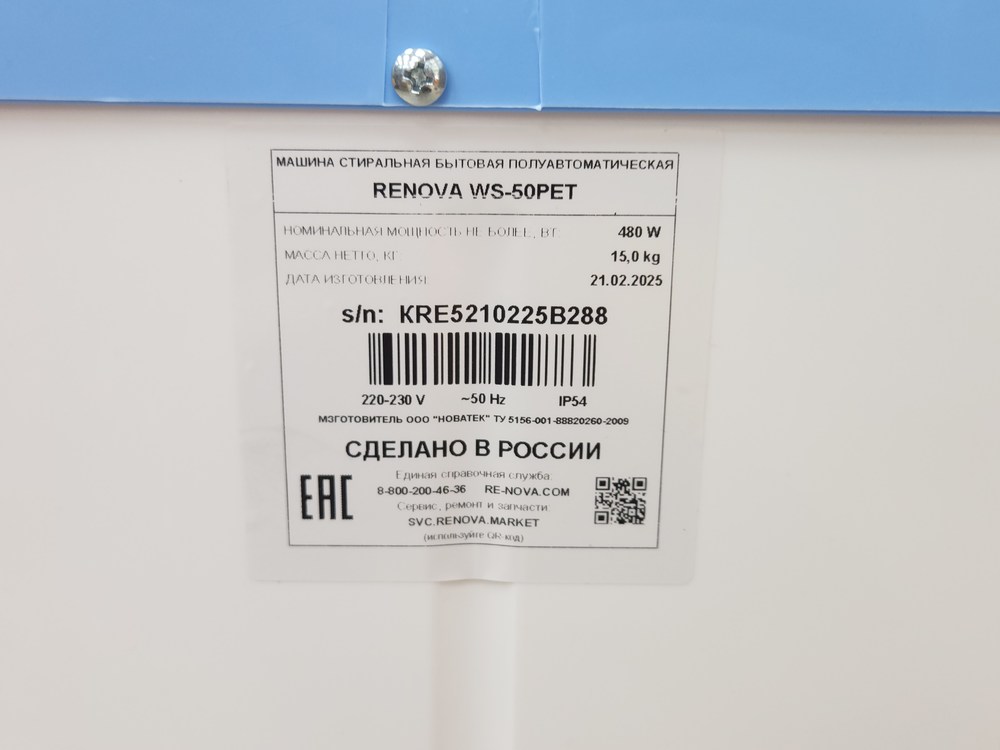 МАШИНА СТИРАЛЬНАЯ БЫТОВАЯ ПОЛУАВТОМАТИЧЕСКАЯ
RENOVA WS-50PET
НОМИНАЛЬНАЯ МОЩНОСТЬ НЕ БОЛЕЕ, ВТ 480 W
МАССА НЕТТО, КГ 15,0 kg
ДАТА ИЗГОТОВЛЕНИЯ 21.02.2025
s/n: KRE5210225B288
220-230 V ~50 Hz IP54
ИЗГОТОВИТЕЛЬ ООО "НОВАТЕК" ТУ 5156-001-88820260-2009
СДЕЛАНО В РОССИИ
EAC
Единая справочная служба:
8-800-200-46-36 RE-NOVA.COM
Сервис, ремонт и запчасти:
SVC.RENOVA.MARKET
(используйте QR-код)